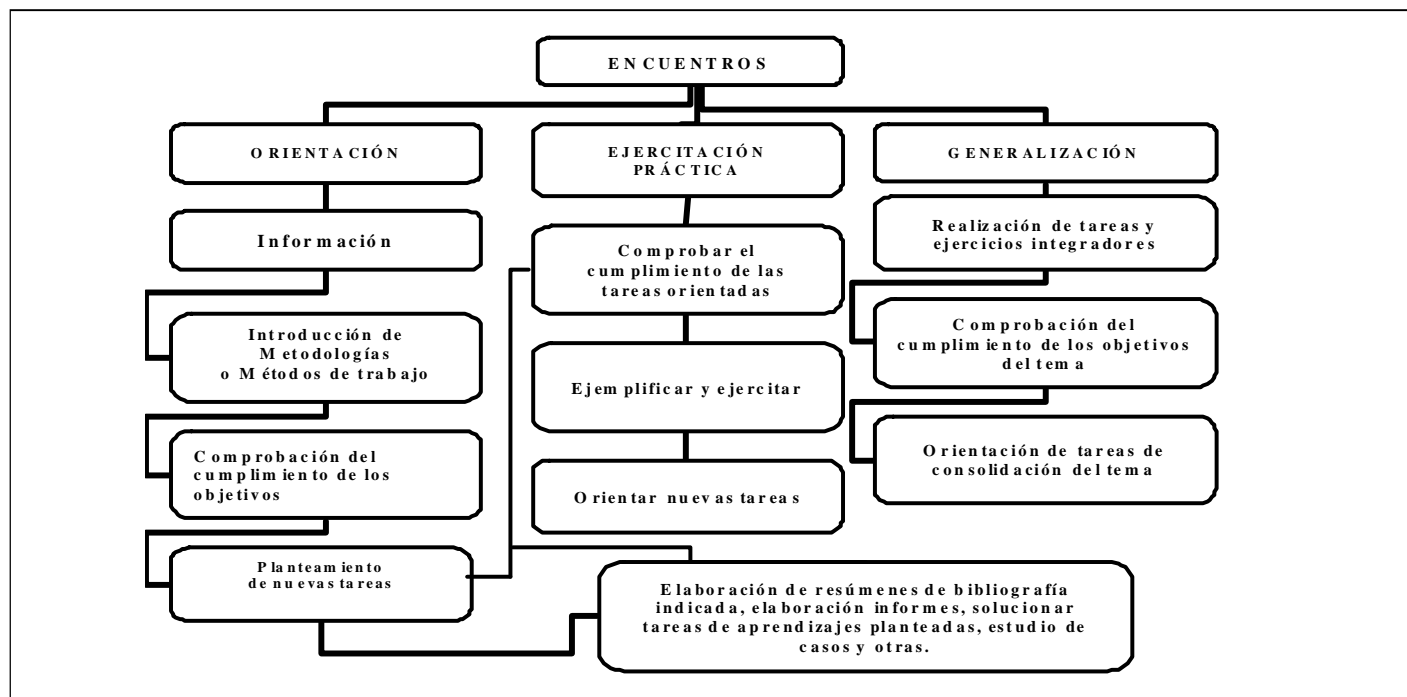 ENCUENTROS
ORIENTACIÓN
Información
Introducción de
Metodologías
o Métodos de trabajo
Comprobación del
cumplimiento de los
objetivos
Planteamiento
de nuevas tareas
EJERCITACIÓN
PRÁCTICA
Comprobar el
cumplimiento de las
tareas orientadas
Ejemplificar y ejercitar
Orientar nuevas tareas
GENERALIZACIÓN
Realización de tareas y
ejercicios integradores
Comprobación del
cumplimiento de los objetivos
del tema
Orientación de tareas de
consolidación del tema
Elaboración de resúmenes de bibliografía
indicada, elaboración informes, solucionar
tareas de aprendizajes planteadas, estudio de
casos y otras.